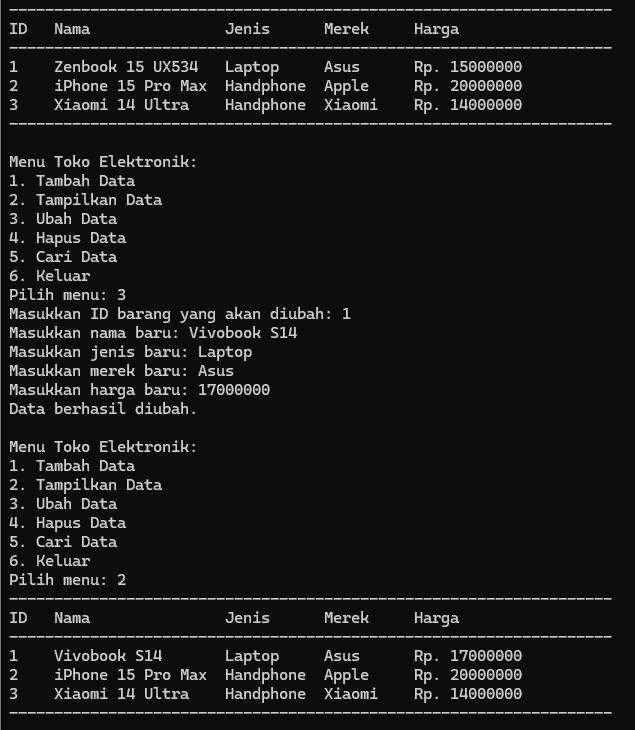 -------------------------------------------------------------------
ID   Nama               Jenis      Merek     Harga
-------------------------------------------------------------------
1    Zenbook 15 UX534   Laptop     Asus      Rp. 15000000
2    iPhone 15 Pro Max  Handphone  Apple     Rp. 20000000
3    Xiaomi 14 Ultra    Handphone  Xiaomi    Rp. 14000000
-------------------------------------------------------------------
Menu Toko Elektronik:
1. Tambah Data
2. Tampilkan Data
3. Ubah Data
4. Hapus Data
5. Cari Data
6. Keluar
Pilih menu: 3
Masukkan ID barang yang akan diubah: 1
Masukkan nama baru: Vivobook S14
Masukkan jenis baru: Laptop
Masukkan merek baru: Asus
Masukkan harga baru: 17000000
Data berhasil diubah.
Menu Toko Elektronik:
1. Tambah Data
2. Tampilkan Data
3. Ubah Data
4. Hapus Data
5. Cari Data
6. Keluar
Pilih menu: 2
-------------------------------------------------------------------
ID   Nama               Jenis      Merek     Harga
-------------------------------------------------------------------
1    Vivobook S14       Laptop     Asus      Rp. 17000000
2    iPhone 15 Pro Max  Handphone  Apple     Rp. 20000000
3    Xiaomi 14 Ultra    Handphone  Xiaomi    Rp. 14000000
-------------------------------------------------------------------